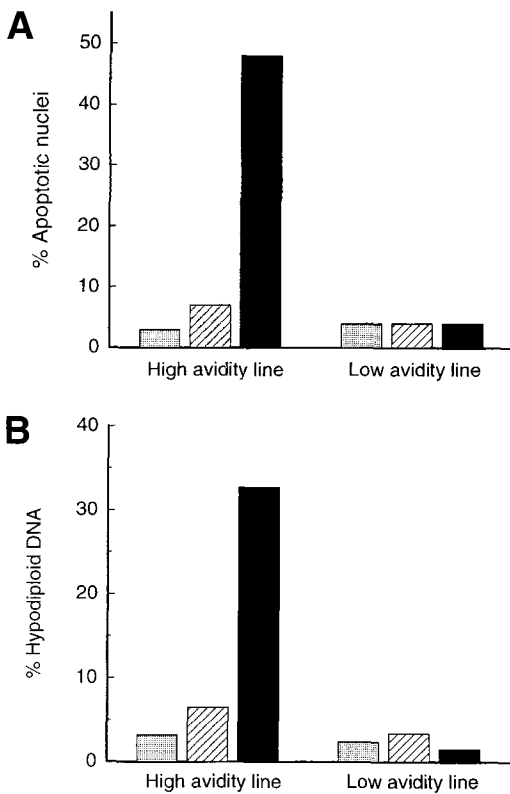 A
% Apoptotic nuclei
50
40
30
20
10
0
High avidity line
Low avidity line
B
% Hypodiploid DNA
40
30
20
10
0
High avidity line
Low avidity line